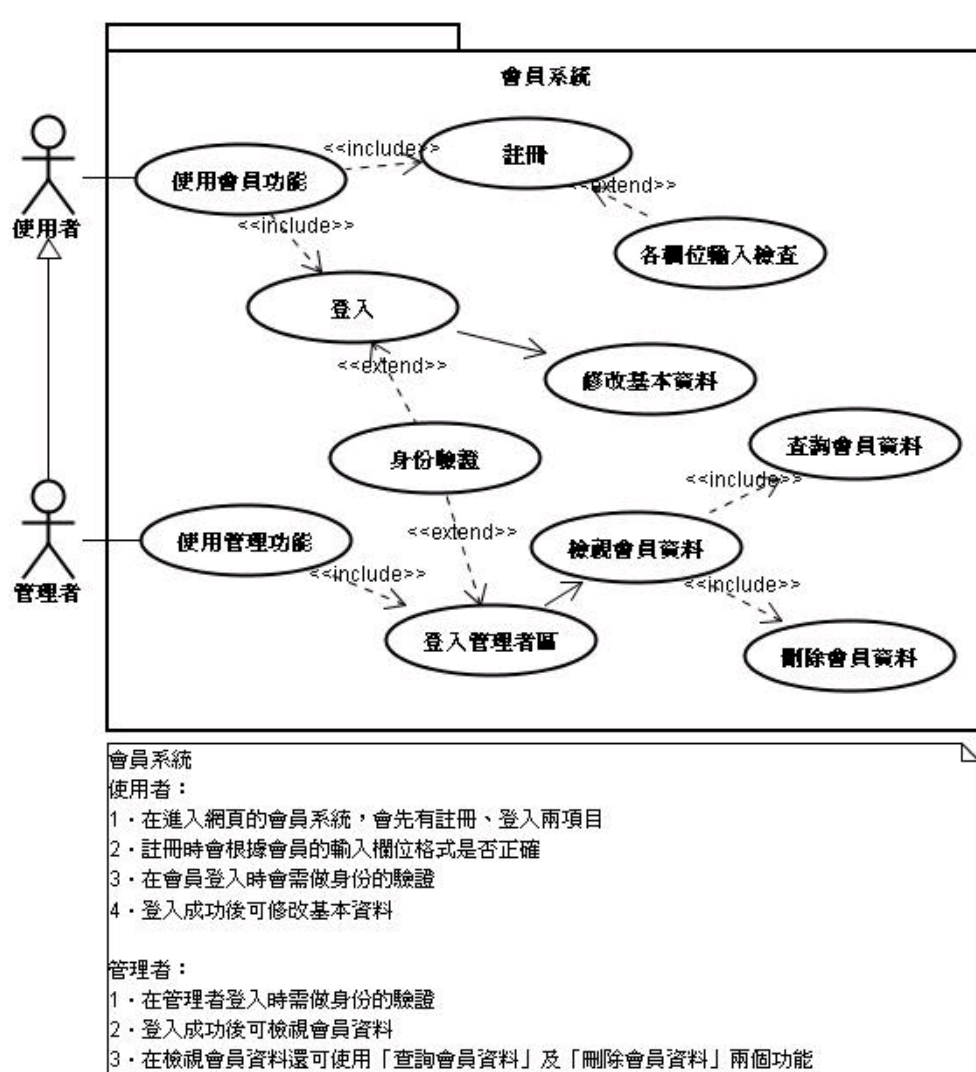 會員系統
<<include>>
註冊
使用會員功能
<<extend>>
使用者
<<include>>
各欄位輸入檢查
登入
<<extend>>
修改基本資料
查詢會員資料
身份驗證
<<include>>
<<extend>>
使用管理功能
檢視會員資料
管理者
<<include>>
<<include>>
登入管理者區
刪除會員資料
會員系統
使用者：
1．在進入網頁的會員系統，會先有註冊、登入兩項目
2．註冊時會根據會員的輸入欄位格式是否正確
3．在會員登入時會需做身份的驗證
4．登入成功後可修改基本資料
管理者：
1．在管理者登入時需做身份的驗證
2．登入成功後可檢視會員資料
3．在檢視會員資料還可使用「查詢會員資料」及「刪除會員資料」兩個功能